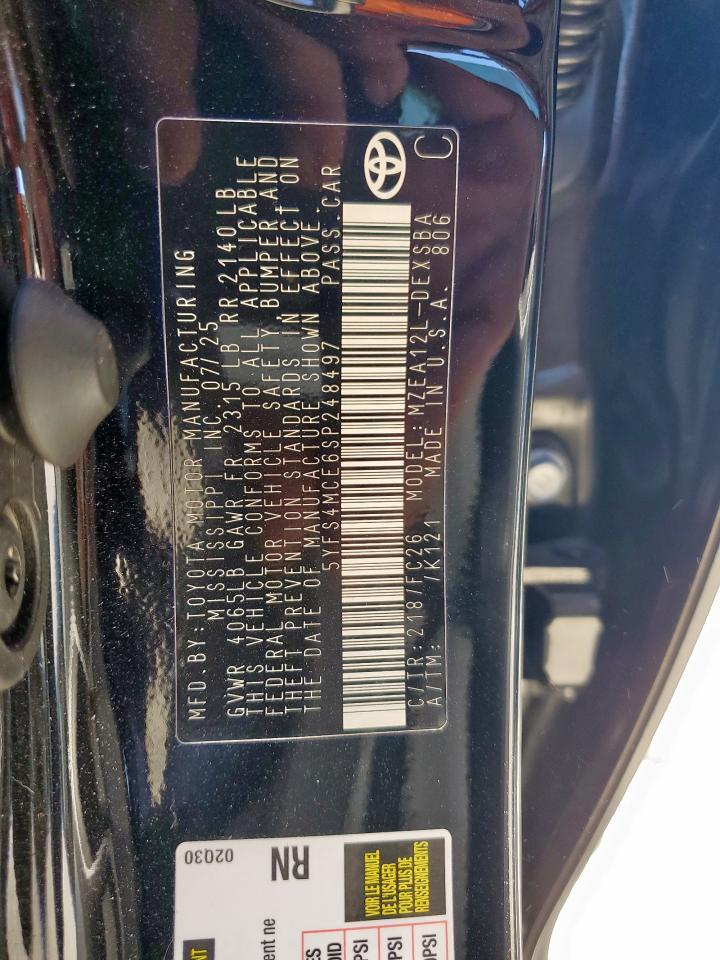 MFD. BY: TOYOTA MOTOR MANUFACTURING
MISSISSIPPI INC. 07/25
GVWR 4065LB GAWR FR 2315 LB RR 2140 LB
THIS VEHICLE CONFORMS TO ALL APPLICABLE
FEDERAL MOTOR VEHICLE SAFETY, BUMPER AND
THEFT PREVENTION STANDARDS IN EFFECT ON
THE DATE OF MANUFACTURE SHOWN ABOVE.
5YFS4MCE6SP248497 PASS.CAR
C/TR: 218/FC26 MODEL: MZEA12L-DEXSBA
A/TM: /K121 MADE IN U.S.A. 806
C
02030
RN
VOIR LE MANUEL
DE L'USAGER
POUR PLUS DE
RENSEIGNEMENTS
ent ne
PSI
PSI
0PSI